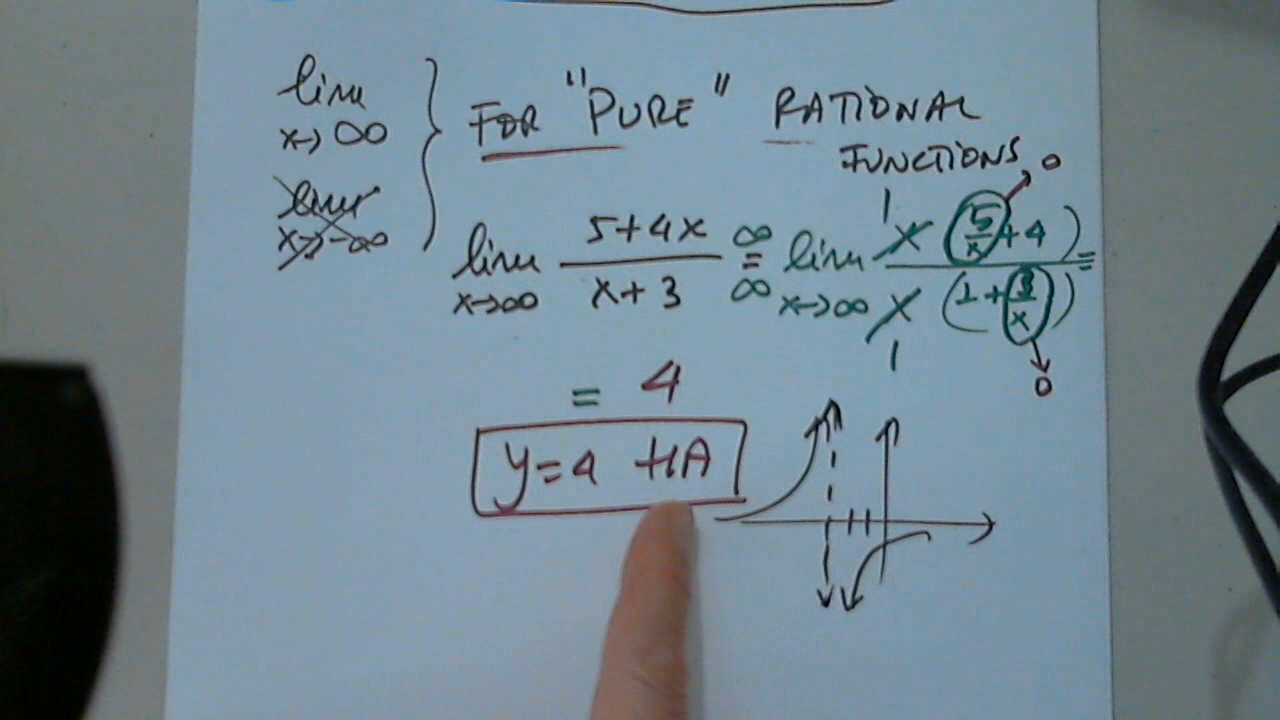 lim x→∞
lim x→-∞
} FOR "PURE" RATIONAL
FUNCTIONS
lim x→∞ (5+4x)/(x+3) ∞=∞ lim x→∞ x(5/x+4)/x(1+3/x) =
1
0
1
0
= 4
y=4 HA